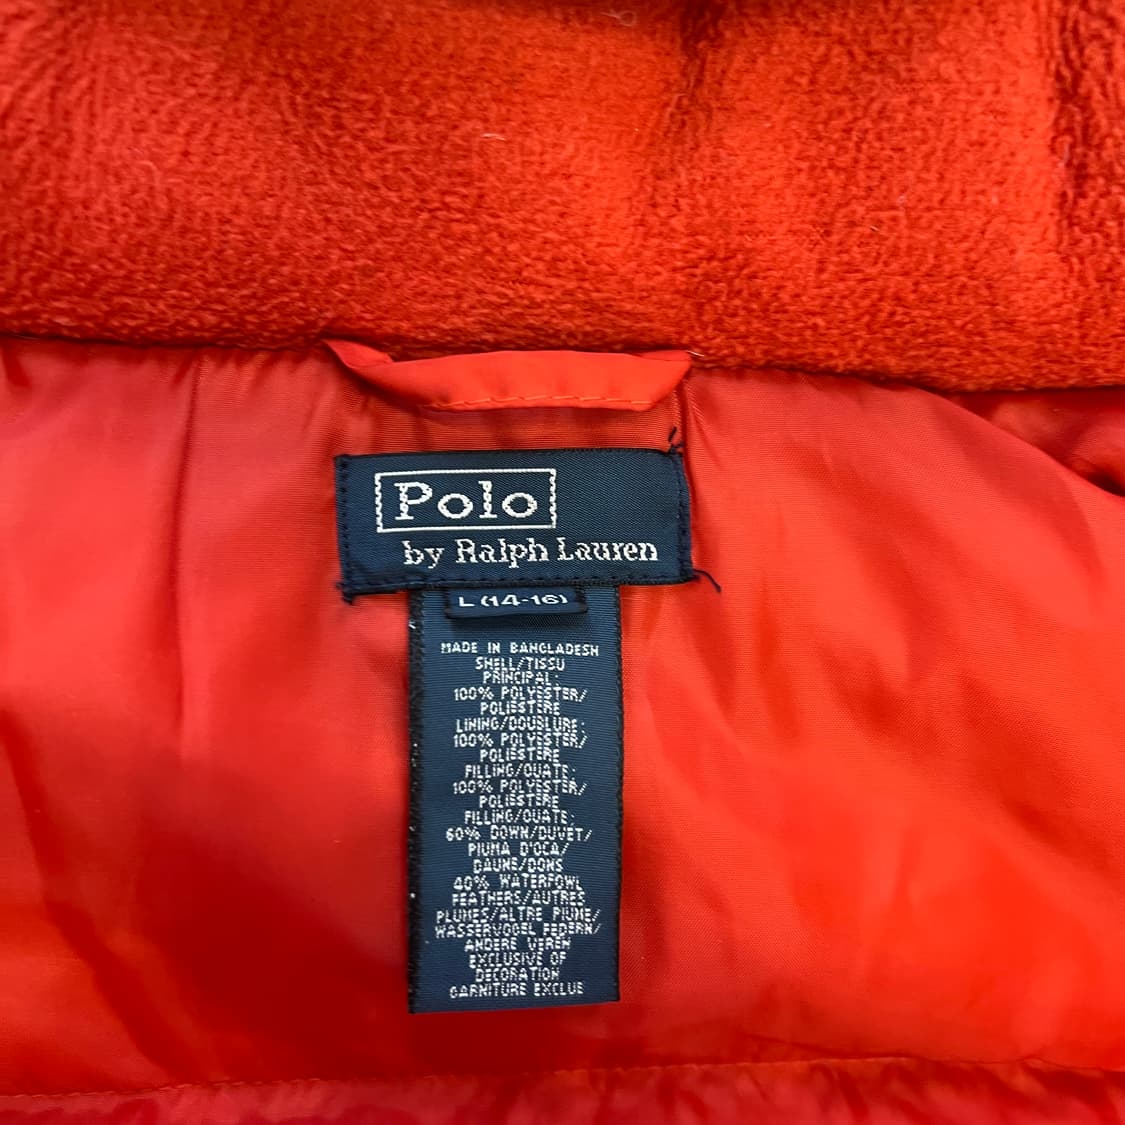 Polo
by Ralph Lauren
L (14-16)
MADE IN BANGLADESH
SHELL/TISSU
PRINCIPAL:
100% POLYESTER/
POLIESTERE
LINING/DOUBLURE:
100% POLYESTER/
POLIESTERE
FILLING/OUATE:
100% POLYESTER/
POLIESTERE
FILLING/OUATE:
60% DOWN/DUVET/
PIUMA D'OCA/
DAUNE/DONS
40% WATERFOWL
FEATHERS/AUTRES
PLUMES/ALTRE PIUME/
WASSERVOGEL FEDERN/
ANDERE VEREN
EXCLUSIVE OF
DECORATION
GARNITURE EXCLUE